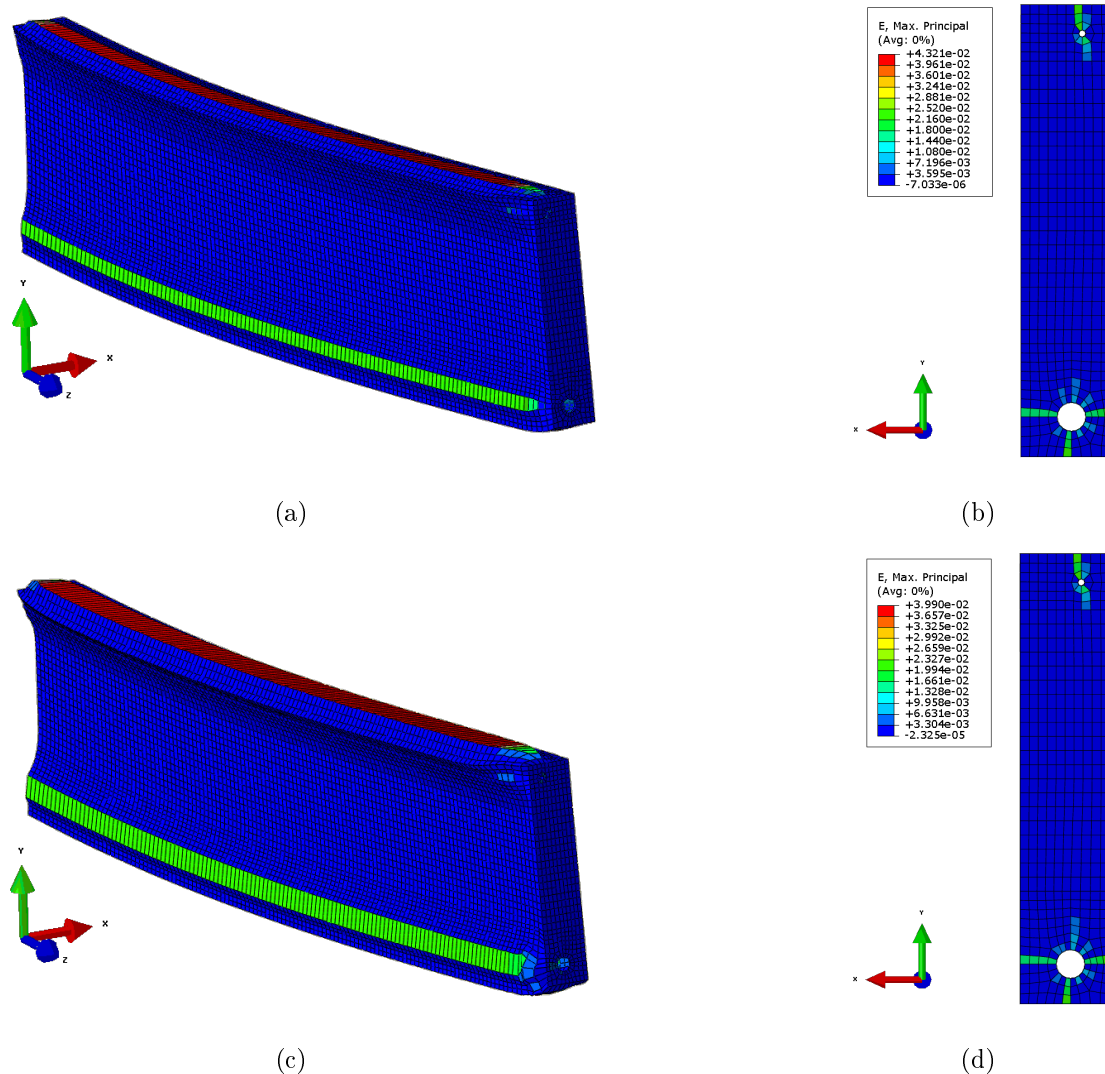 E, Max. Principal
(Avg: 0%)
+4.321e-02
+3.961e-02
+3.601e-02
+3.241e-02
+2.881e-02
+2.520e-02
+2.160e-02
+1.800e-02
+1.440e-02
+1.080e-02
+7.196e-03
+3.595e-03
-7.033e-06
Y
X
Z
Y
X
(a)
(b)
E, Max. Principal
(Avg: 0%)
+3.990e-02
+3.657e-02
+3.325e-02
+2.992e-02
+2.659e-02
+2.327e-02
+1.994e-02
+1.661e-02
+1.328e-02
+9.958e-03
+6.631e-03
+3.304e-03
-2.325e-05
Y
X
Z
Y
X
(c)
(d)